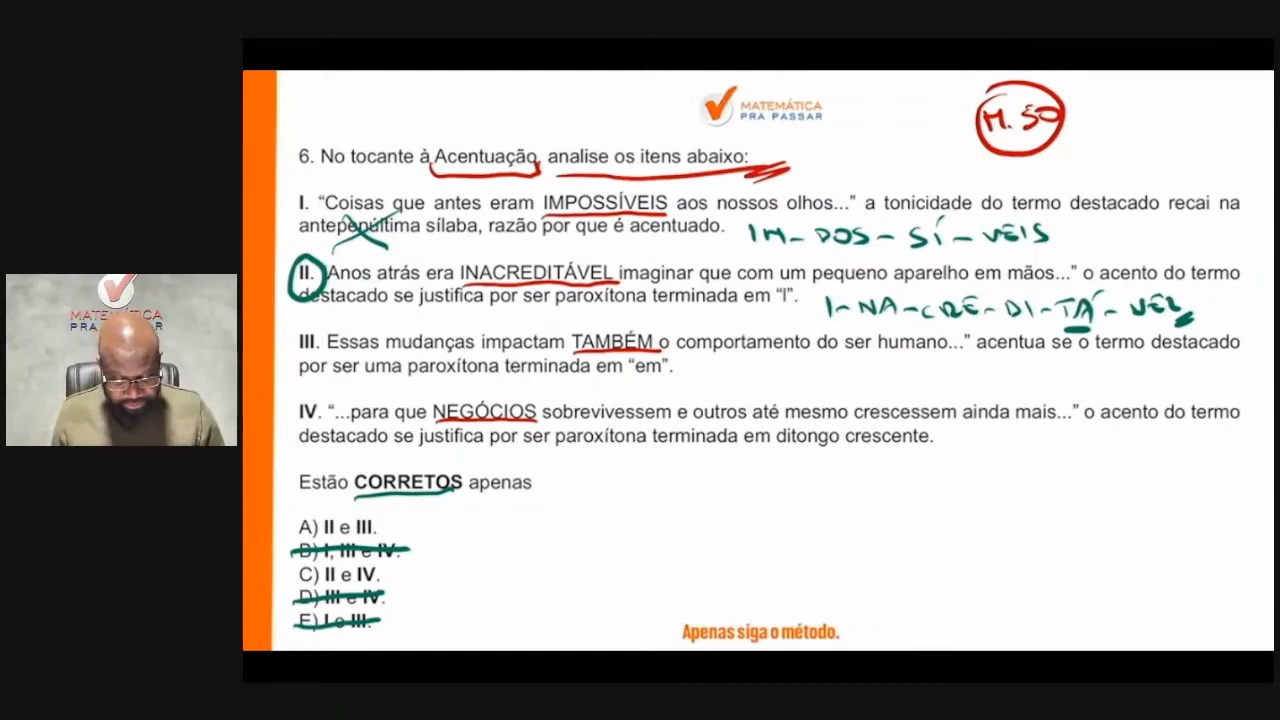 MATEMÁTICA
PRA PASSAR
M. 50
6. No tocante à Acentuação, analise os itens abaixo:
I. “Coisas que antes eram IMPOSSÍVEIS aos nossos olhos...” a tonicidade do termo destacado recai na
antepenúltima sílaba, razão por que é acentuado.
IM-POS-SÍ-VEIS
II. Anos atrás era INACREDITÁVEL imaginar que com um pequeno aparelho em mãos...” o acento do termo
destacado se justifica por ser paroxítona terminada em “l”.
I-NA-CRE-DI-TÁ-VEL
III. Essas mudanças impactam TAMBÉM o comportamento do ser humano...” acentua se o termo destacado
por ser uma paroxítona terminada em “em”.
IV. “...para que NEGÓCIOS sobrevivessem e outros até mesmo crescessem ainda mais...” o acento do termo
destacado se justifica por ser paroxítona terminada em ditongo crescente.
Estão CORRETOS apenas
A) II e III.
B) I, III e IV.
C) II e IV.
D) III e IV.
E) I e III.
Apenas siga o método.